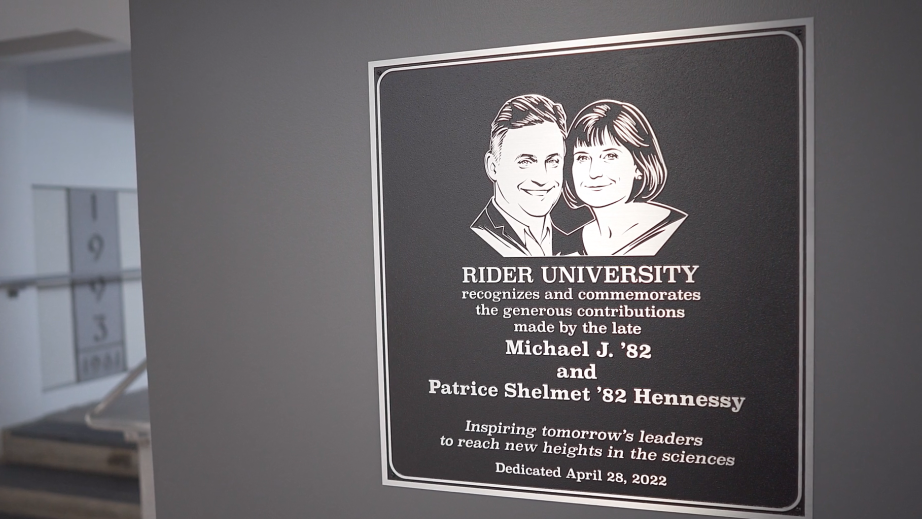 RIDER UNIVERSITY
recognizes and commemorates
the generous contributions
made by the late
Michael J. ’82
and
Patrice Shelmet ’82 Hennessy
Inspiring tomorrow’s leaders
to reach new heights in the sciences
Dedicated April 28, 2022
1
9
9
3